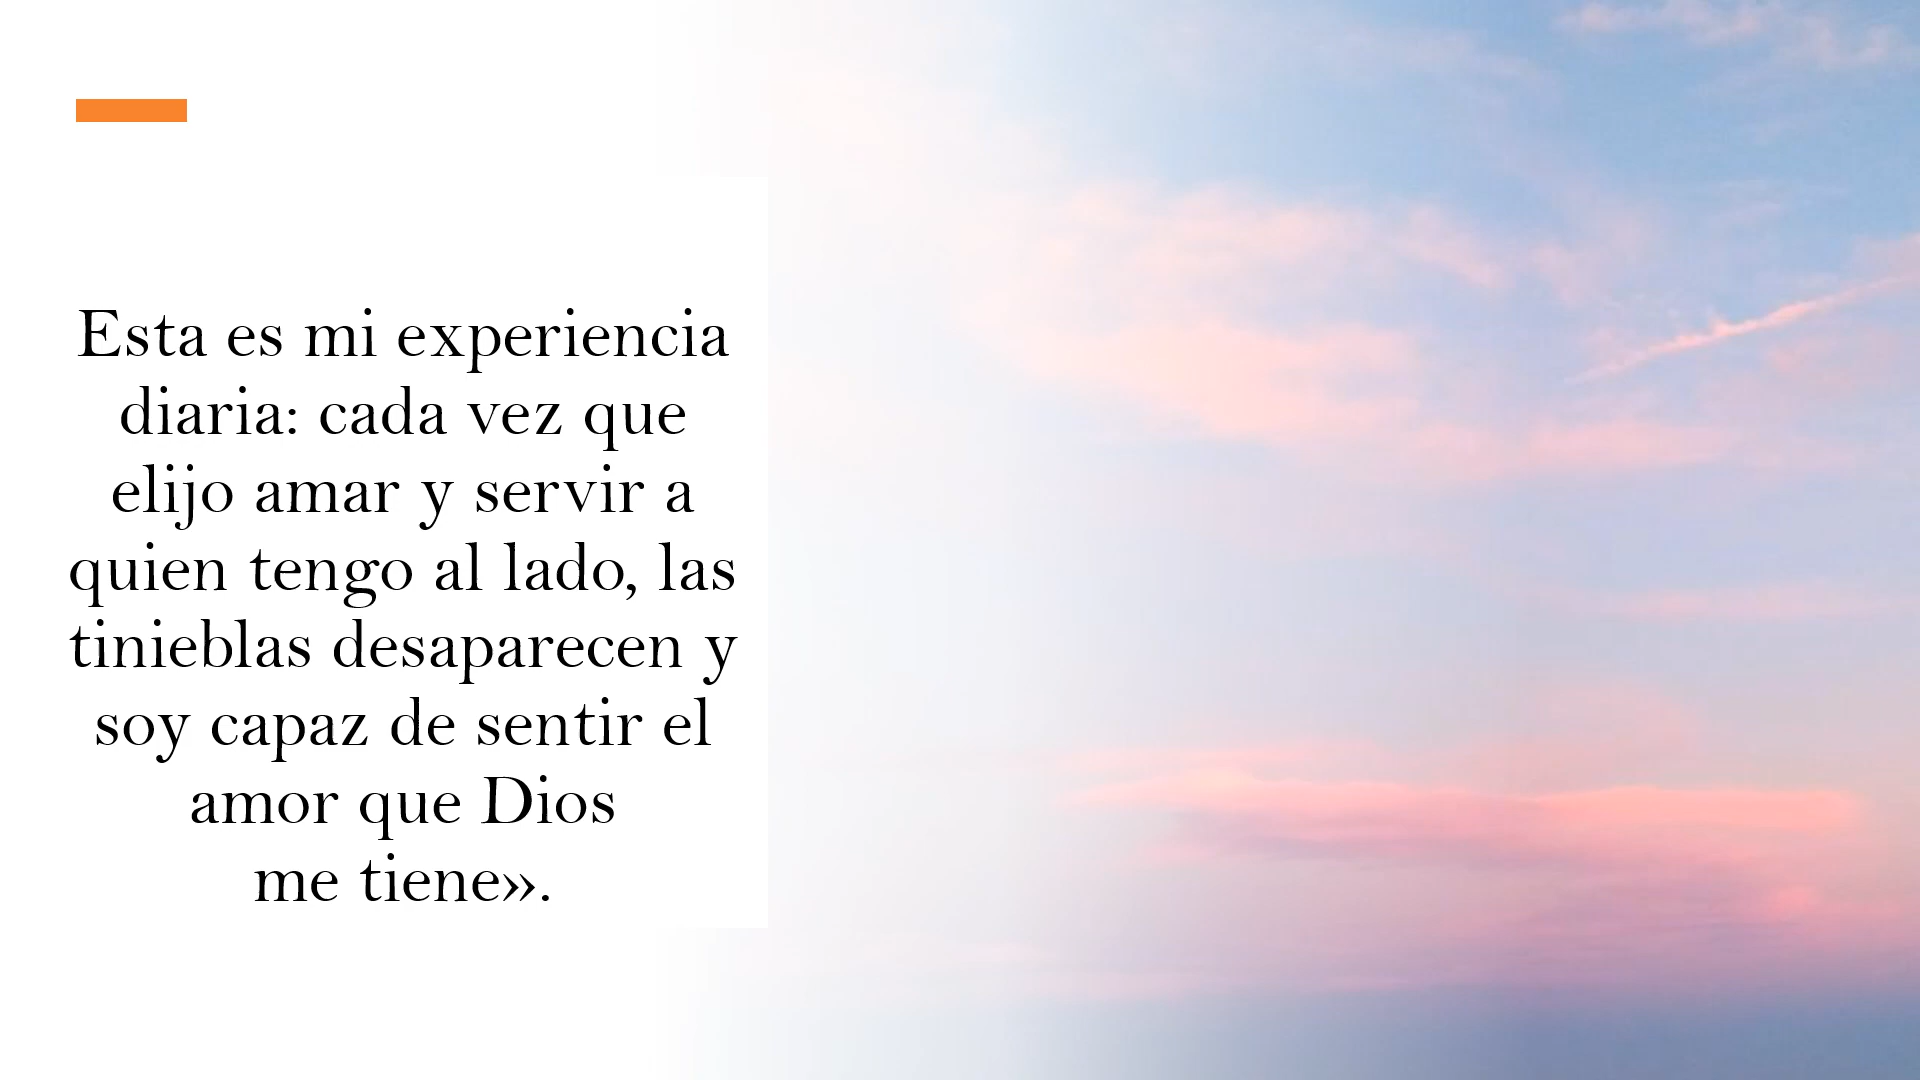 Esta es mi experiencia
diaria: cada vez que
elijo amar y servir a
quien tengo al lado, las
tinieblas desaparecen y
soy capaz de sentir el
amor que Dios
me tiene».